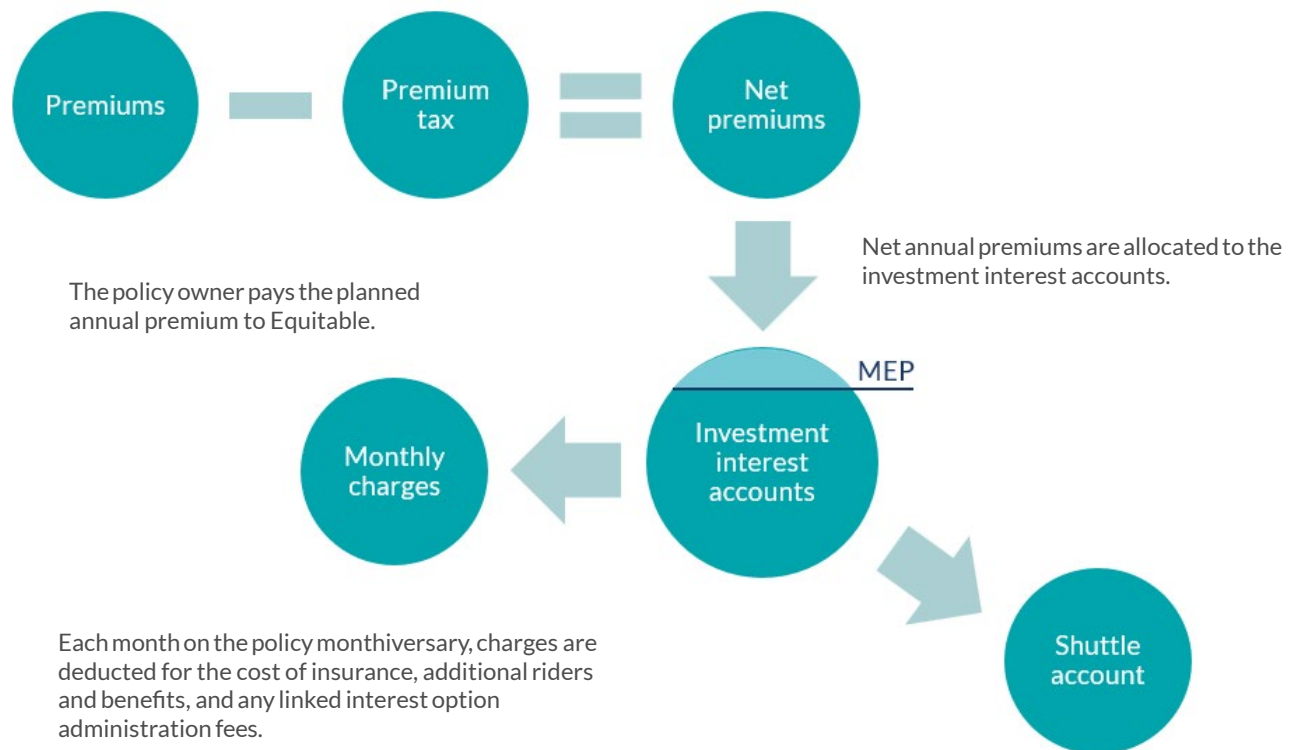 Premiums
Premium
tax
Net
premiums
The policy owner pays the planned
annual premium to Equitable.
Net annual premiums are allocated to the
investment interest accounts.
MEP
Investment
interest
accounts
Monthly
charges
Each month on the policy monthiversary, charges are
deducted for the cost of insurance, additional riders
and benefits, and any linked interest option
administration fees.
Shuttle
account